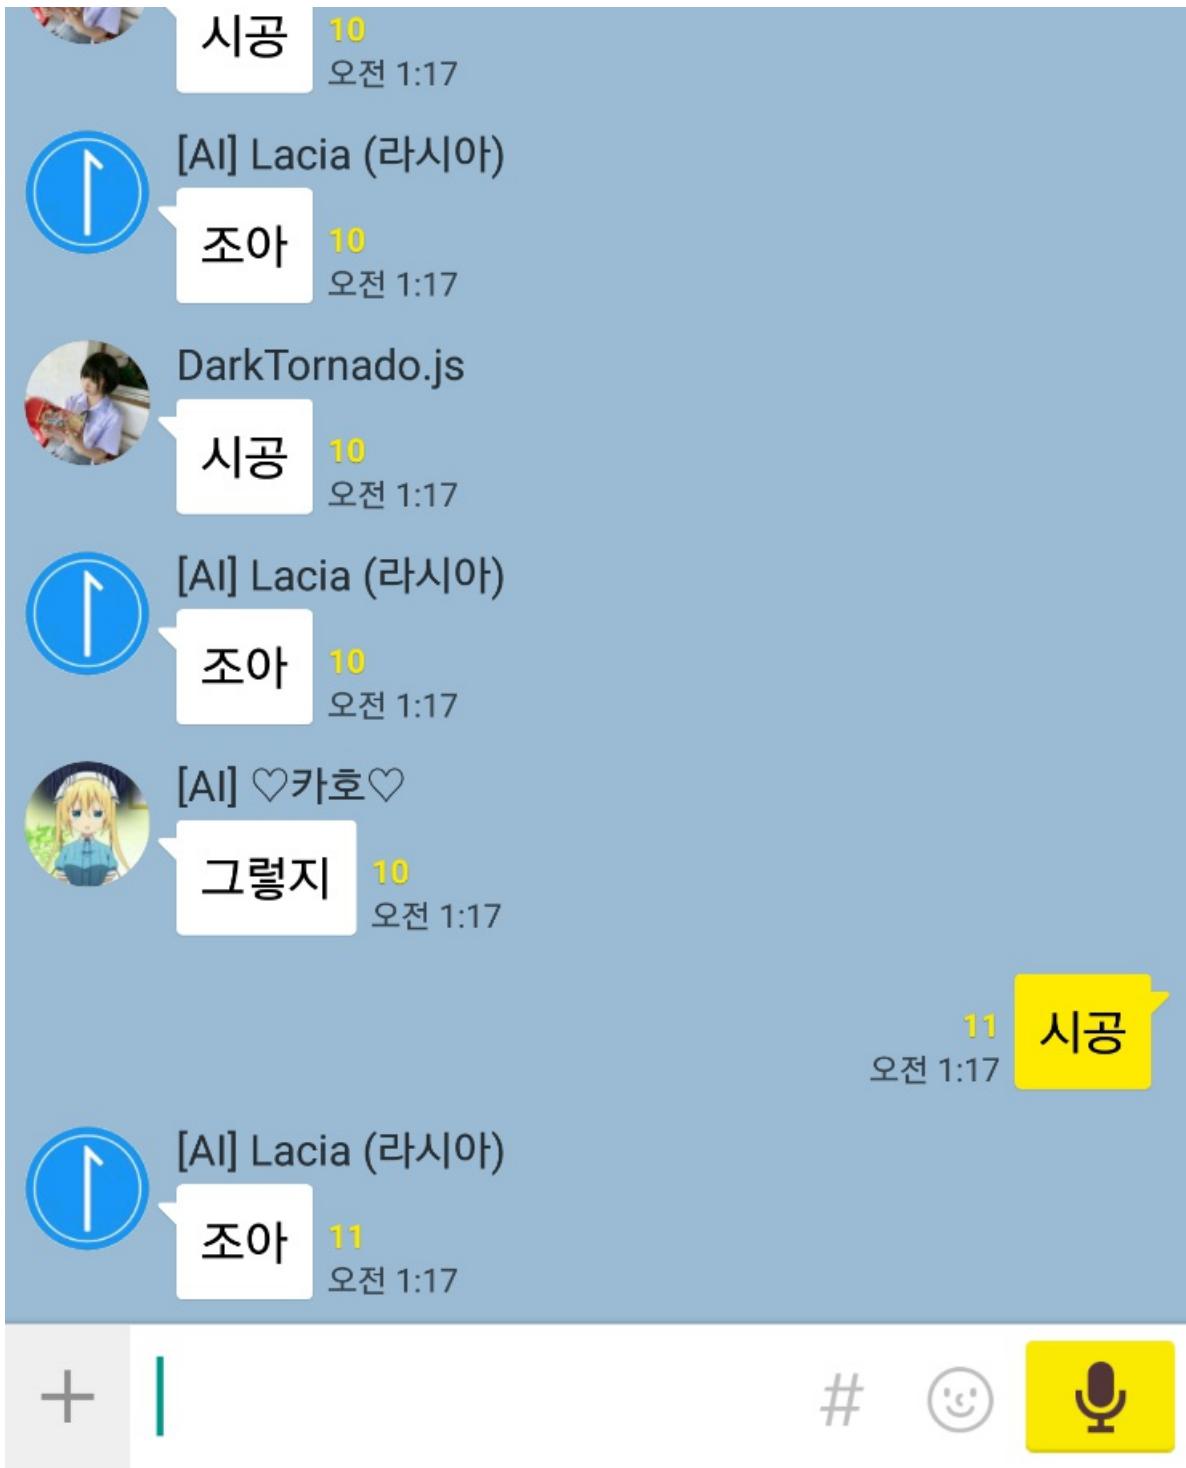 시공
10
오전 1:17
[AI] Lacia (라시아)
조아
10
오전 1:17
DarkTornado.js
시공
10
오전 1:17
[AI] Lacia (라시아)
조아
10
오전 1:17
[AI] ♡카호♡
그렇지
10
오전 1:17
시공
11
오전 1:17
[AI] Lacia (라시아)
조아
11
오전 1:17
#